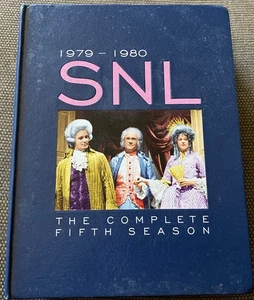 1979 - 1980
SNL
THE COMPLETE
FIFTH SEASON